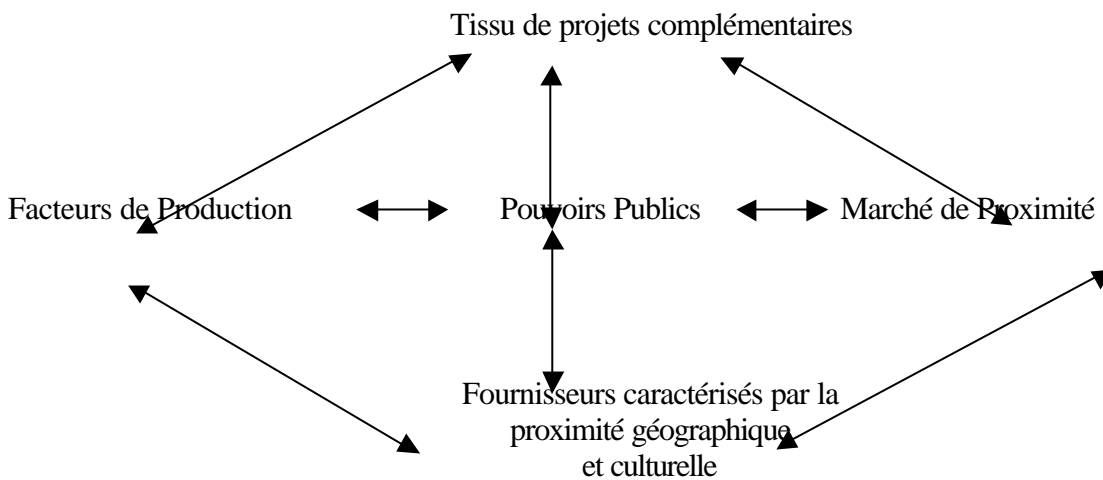 Tissu de projets complémentaires
Facteurs de Production
Pouvoirs Publics
Marché de Proximité
Fournisseurs caractérisés par la
proximité géographique
et culturelle